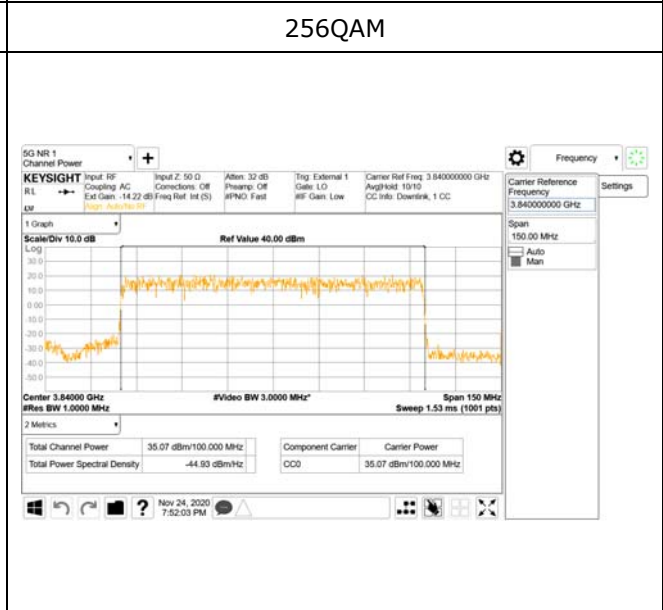 256QAM
5G NR 1
Channel Power
Frequency
KEYSIGHT
RL
Input: RF
Coupling: AC
Ext Gain: -14.22 dB
Align: Auto/No RF
Input Z: 50 Ω
Corrections: Off
Freq Ref: Int (S)
Atten: 32 dB
Preamp: Off
#PNO: Fast
Trig: External 1
Gate: LO
#IF Gain: Low
Carrier Ref Freq: 3.840000000 GHz
Avg|Hold: 10/10
CC Info: Downlink, 1 CC
Carrier Reference
Frequency
3.840000000 GHz
Settings
Span
150.00 MHz
Auto
Man
1 Graph
Scale/Div 10.0 dB
Ref Value 40.00 dBm
Log
30.0
20.0
10.0
0.00
-10.0
-20.0
-30.0
-40.0
-50.0
Center 3.84000 GHz
#Video BW 3.0000 MHz*
Span 150 MHz
#Res BW 1.0000 MHz
Sweep 1.53 ms (1001 pts)
2 Metrics
Total Channel Power 35.07 dBm/100.000 MHz
Total Power Spectral Density -44.93 dBm/Hz
Component Carrier Carrier Power
CC0 35.07 dBm/100.000 MHz
Nov 24, 2020
7:52:03 PM